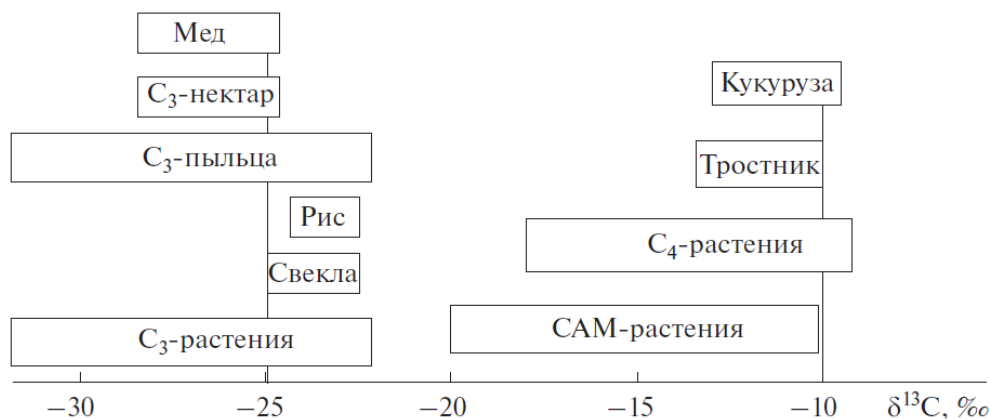 Мед
C₃-нектар
C₃-пыльца
Рис
Свекла
C₃-растения
Кукуруза
Тростник
C₄-растения
САМ-растения
−30 −25 −20 −15 −10 δ¹³C, ‰